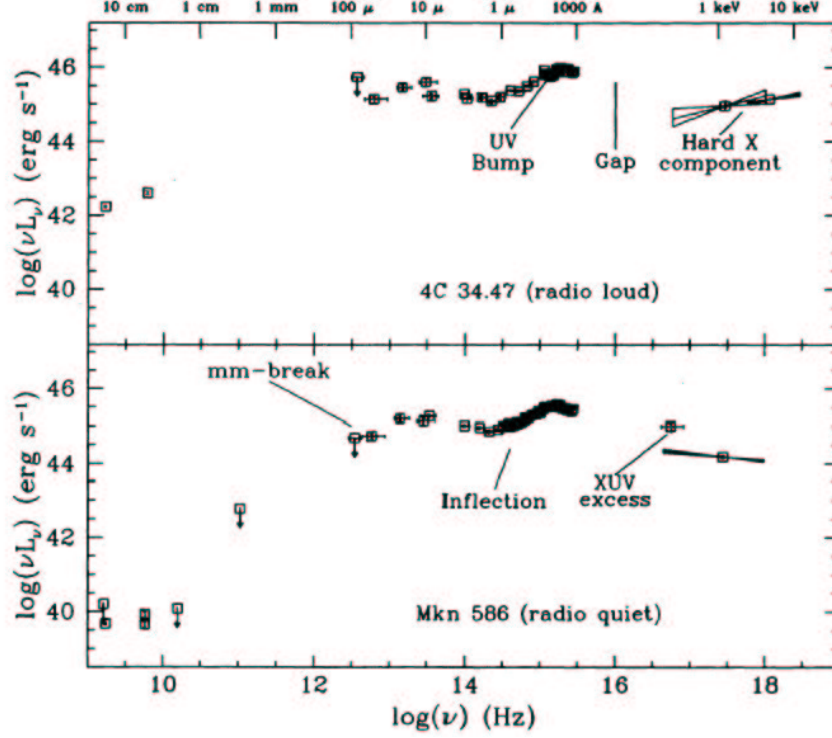 10 cm 1 cm 1 mm 100 μ 10 μ 1 μ 1000 A 1 keV 10 keV
46
44
42
40
log(νLᵥ) (erg s⁻¹)
UV
Bump
Gap
Hard X
component
4C 34.47 (radio loud)
46
44
42
40
log(νLᵥ) (erg s⁻¹)
mm-break
Inflection
XUV
excess
Mkn 586 (radio quiet)
10 12 14 16 18
log(ν) (Hz)